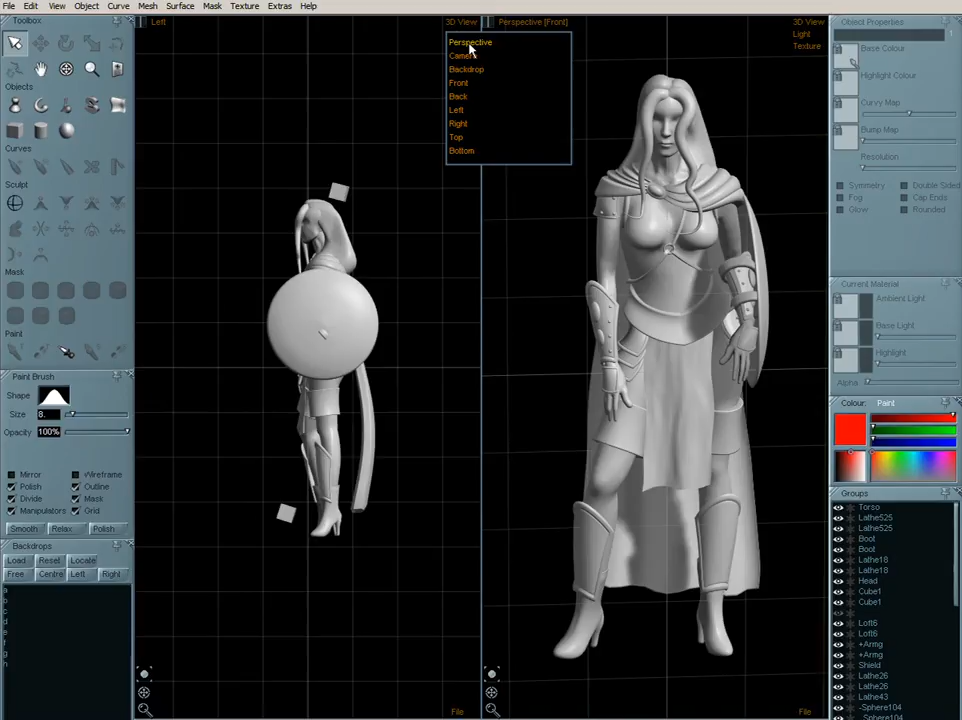 File Edit View Object Curve Mesh Surface Mask Texture Extras Help
Toolbox
Objects
Curves
Sculpt
Mask
Paint
Paint Brush
Shape
Size 8.
Opacity 100%
Mirror Wireframe
Polish Outline
Divide Mask
Manipulators Grid
Smooth Relax Polish
Backdrops
Load Reset Locate
Free Centre Left Right
a
b
c
d
e
f
g
h
Left 3D View
Perspective
Camera
Backdrop
Front
Back
Left
Right
Top
Bottom
File
Perspective [Front] 3D View
Light
Texture
File
Object Properties
1
Base Colour
Highlight Colour
Curvy Map
Bump Map
Resolution
Symmetry Double Sided
Fog Cap Ends
Glow Rounded
Current Material
Ambient Light
Base Light
Highlight
Alpha
Colour: Paint
Groups
Torso
Lathe525
Lathe525
Boot
Boot
Lathe18
Lathe18
Head
Cube1
Cube1
Loft6
Loft6
+Armg
+Armg
Shield
Lathe26
Lathe26
Lathe43
-Sphere104
Sphere104